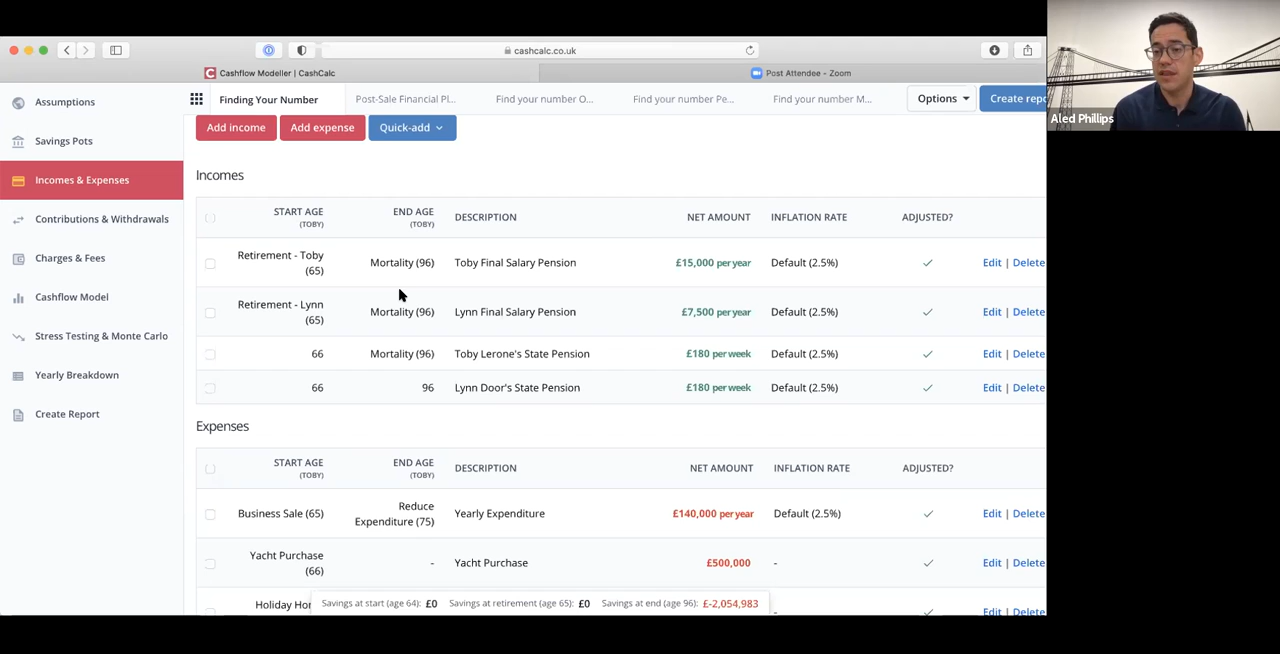 cashcalc.co.uk
Cashflow Modeller | CashCalc
Post Attendee - Zoom
Aled Phillips
Finding Your Number
Post-Sale Financial Pl...
Find your number O...
Find your number Pe...
Find your number M...
Options
Create repo
Assumptions
Savings Pots
Incomes & Expenses
Contributions & Withdrawals
Charges & Fees
Cashflow Model
Stress Testing & Monte Carlo
Yearly Breakdown
Create Report
Add income
Add expense
Quick-add
Incomes
START AGE (TOBY) END AGE (TOBY) DESCRIPTION NET AMOUNT INFLATION RATE ADJUSTED?
Retirement - Toby (65) Mortality (96) Toby Final Salary Pension £15,000 per year Default (2.5%) Edit | Delete
Retirement - Lynn (65) Mortality (96) Lynn Final Salary Pension £7,500 per year Default (2.5%) Edit | Delete
66 Mortality (96) Toby Lerone's State Pension £180 per week Default (2.5%) Edit | Delete
66 96 Lynn Door's State Pension £180 per week Default (2.5%) Edit | Delete
Expenses
START AGE (TOBY) END AGE (TOBY) DESCRIPTION NET AMOUNT INFLATION RATE ADJUSTED?
Business Sale (65) Reduce Expenditure (75) Yearly Expenditure £140,000 per year Default (2.5%) Edit | Delete
Yacht Purchase (66) - Yacht Purchase £500,000 - Edit | Delete
Holiday Hor - Edit | Delete
Savings at start (age 64): £0 Savings at retirement (age 65): £0 Savings at end (age 96): £-2,054,983